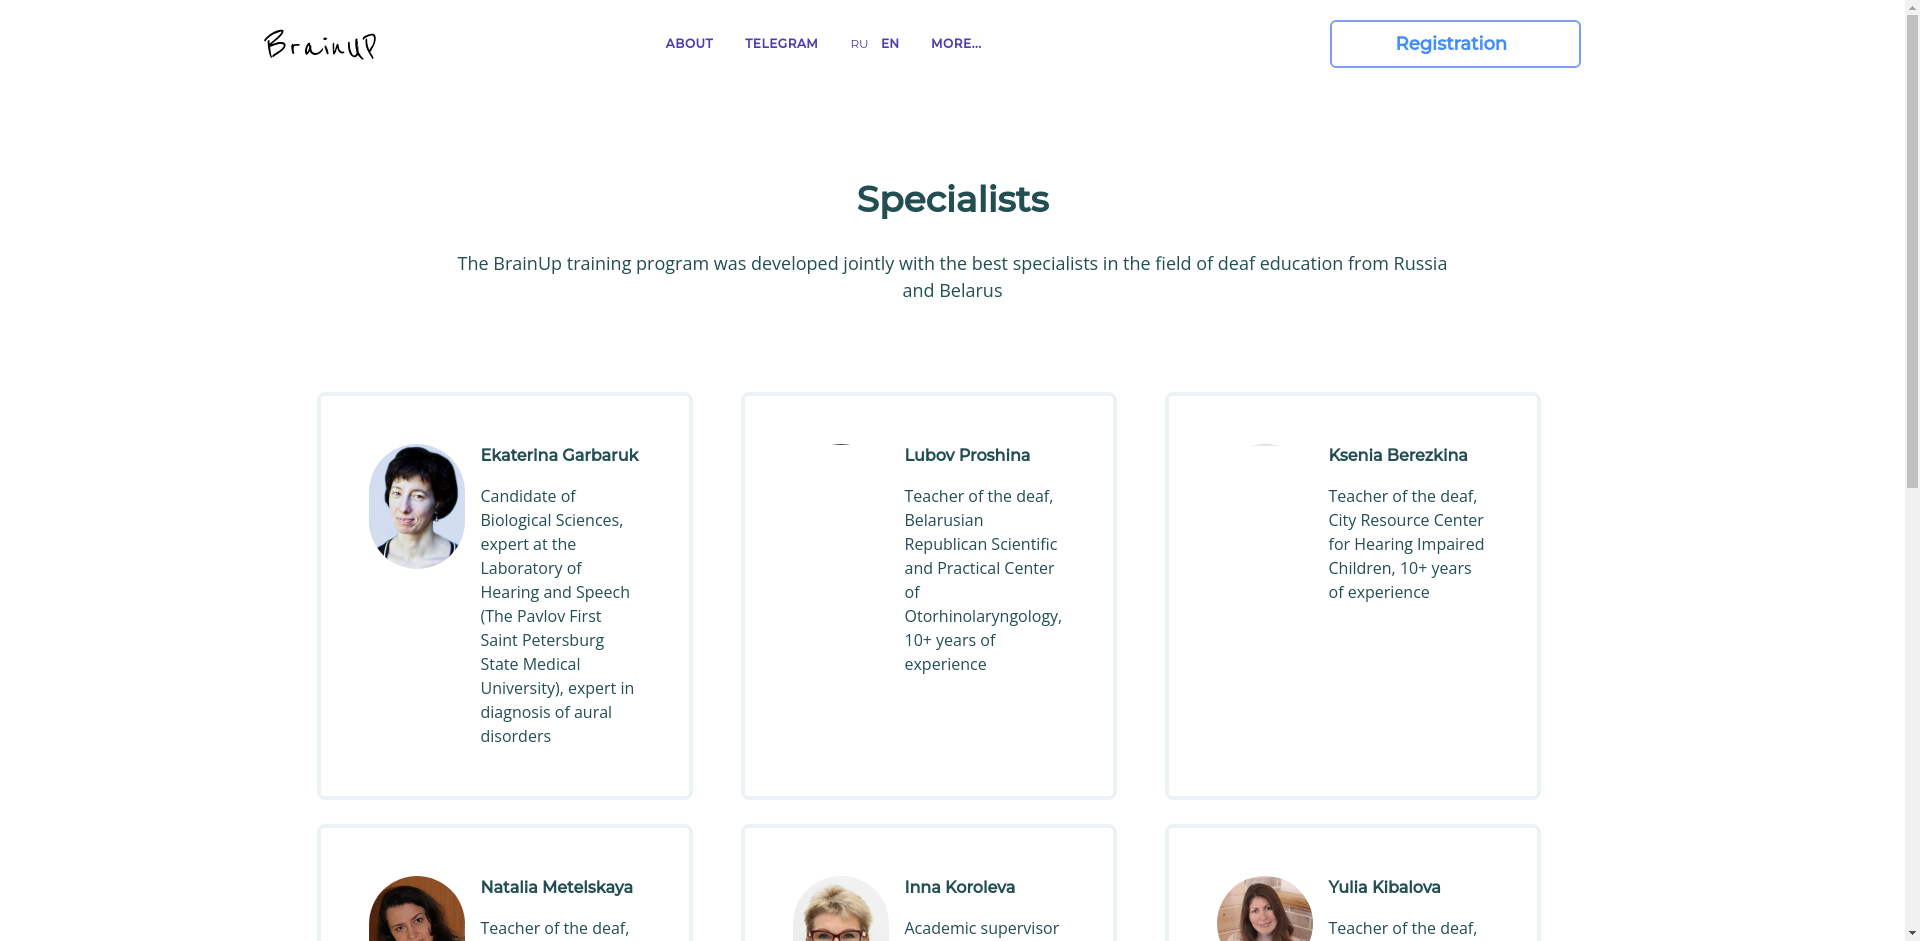 BrainUP
ABOUT
TELEGRAM
RU
EN
MORE...
Registration
Specialists
The BrainUp training program was developed jointly with the best specialists in the field of deaf education from Russia
and Belarus
Ekaterina Garbaruk
Candidate of
Biological Sciences,
expert at the
Laboratory of
Hearing and Speech
(The Pavlov First
Saint Petersburg
State Medical
University), expert in
diagnosis of aural
disorders
Lubov Proshina
Teacher of the deaf,
Belarusian
Republican Scientific
and Practical Center
of
Otorhinolaryngology,
10+ years of
experience
Ksenia Berezkina
Teacher of the deaf,
City Resource Center
for Hearing Impaired
Children, 10+ years
of experience
Natalia Metelskaya
Teacher of the deaf,
Inna Koroleva
Academic supervisor
Yulia Kibalova
Teacher of the deaf,